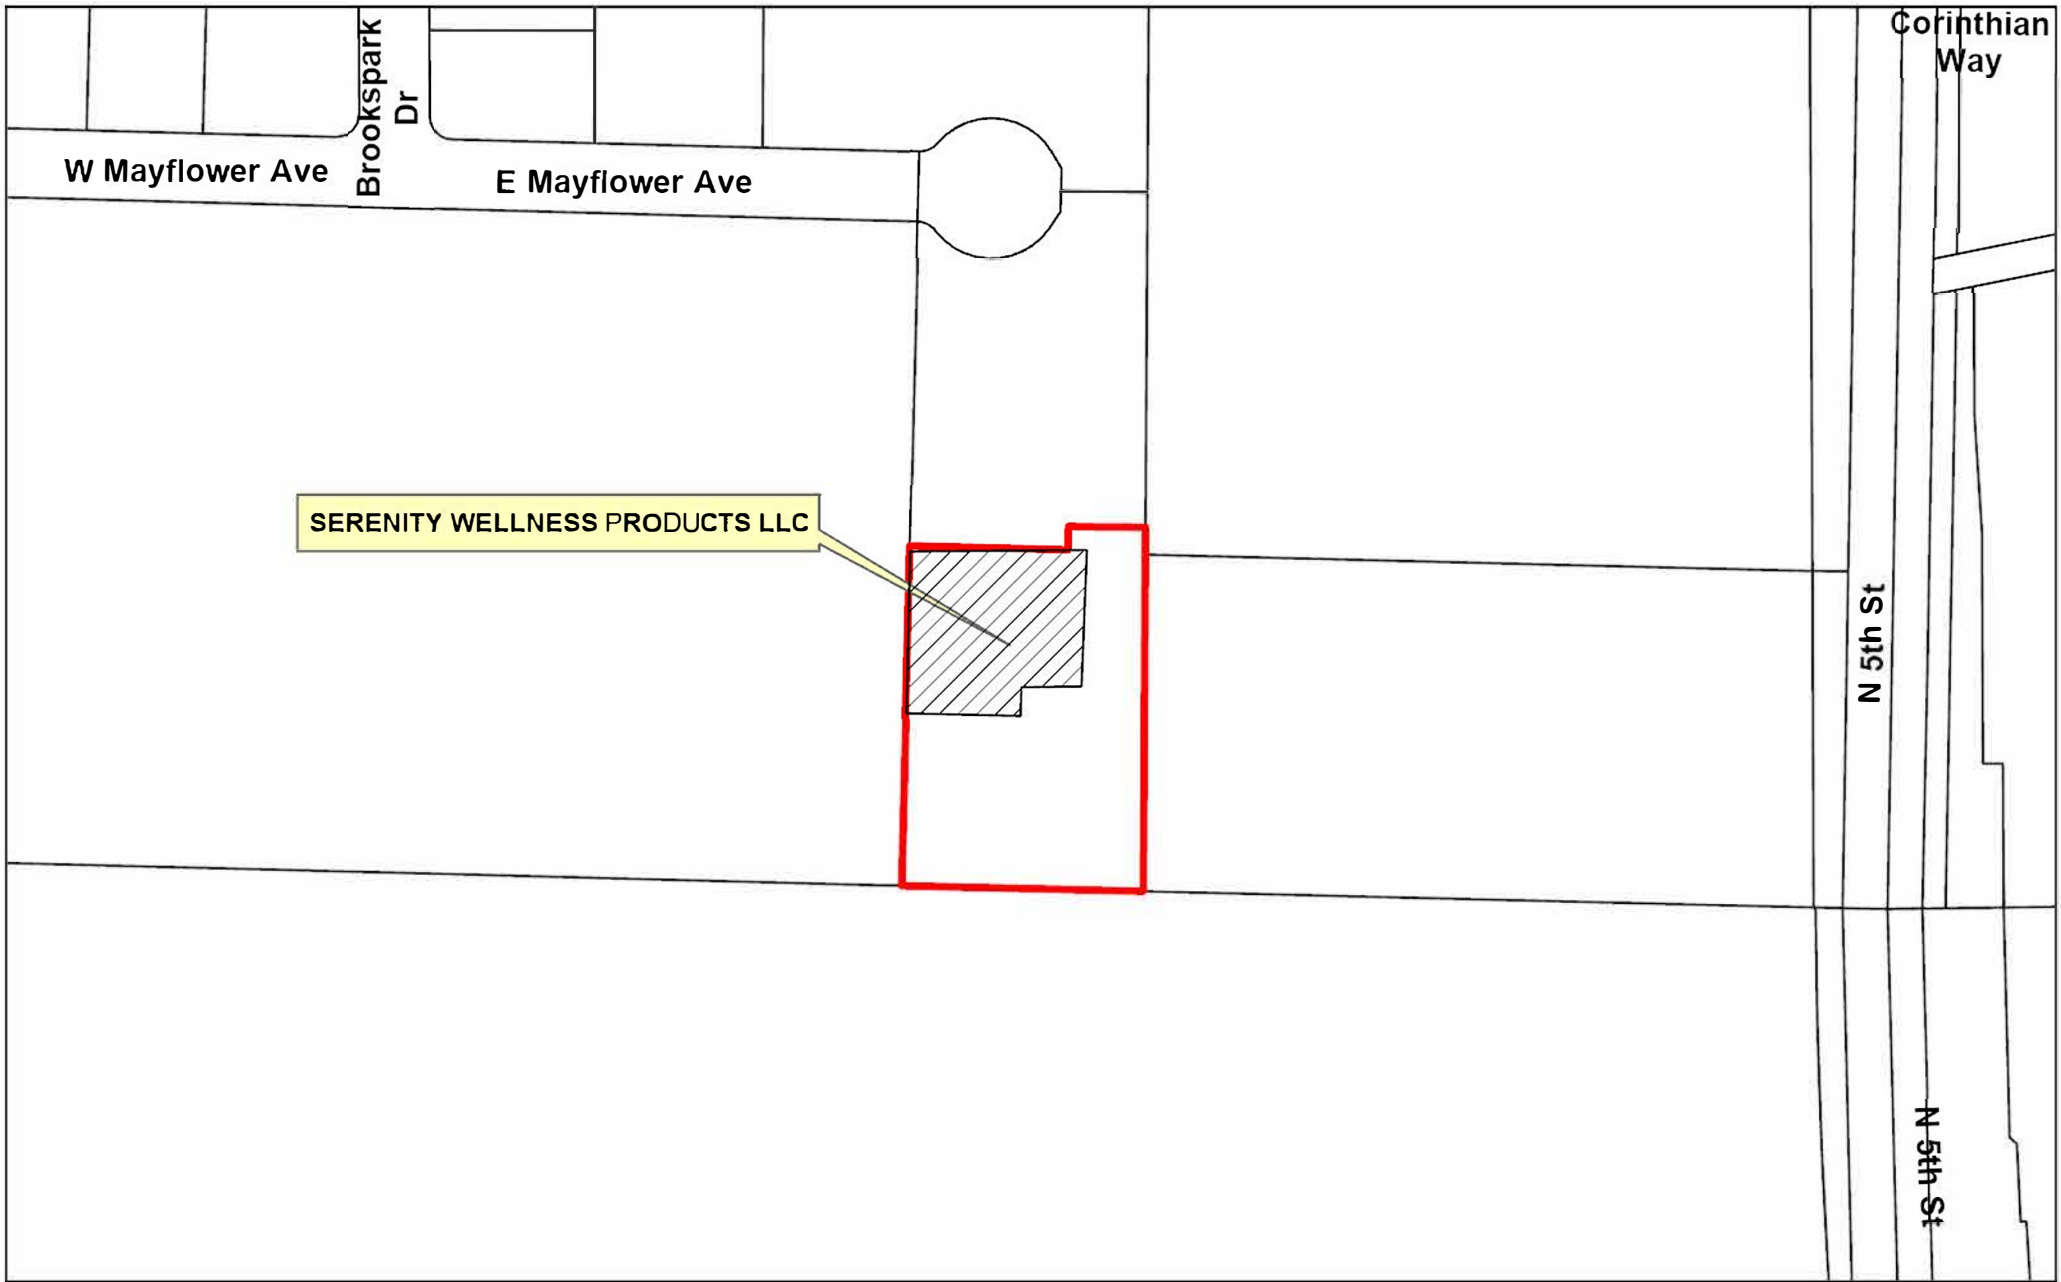 Corinthian
Way
Brookspark
Dr
W Mayflower Ave
E Mayflower Ave
SERENITY WELLNESS PRODUCTS LLC
N 5th St
N 5th St